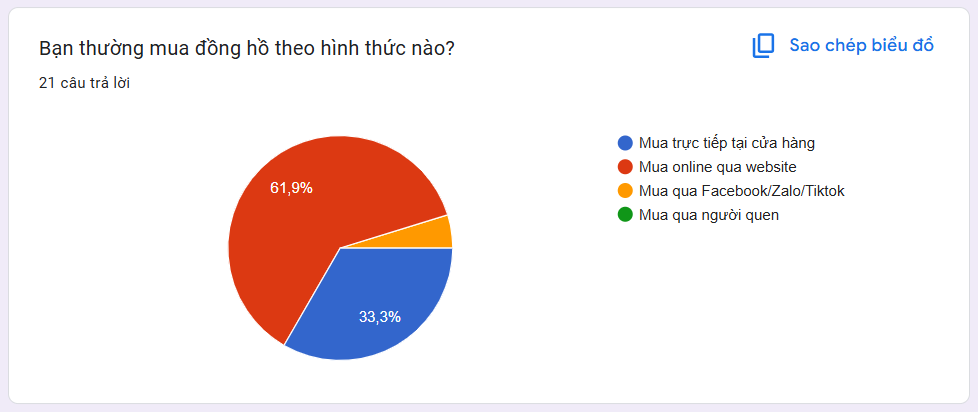 Bạn thường mua đồng hồ theo hình thức nào?
Sao chép biểu đồ
21 câu trả lời
61,9%
33,3%
Mua trực tiếp tại cửa hàng
Mua online qua website
Mua qua Facebook/Zalo/Tiktok
Mua qua người quen